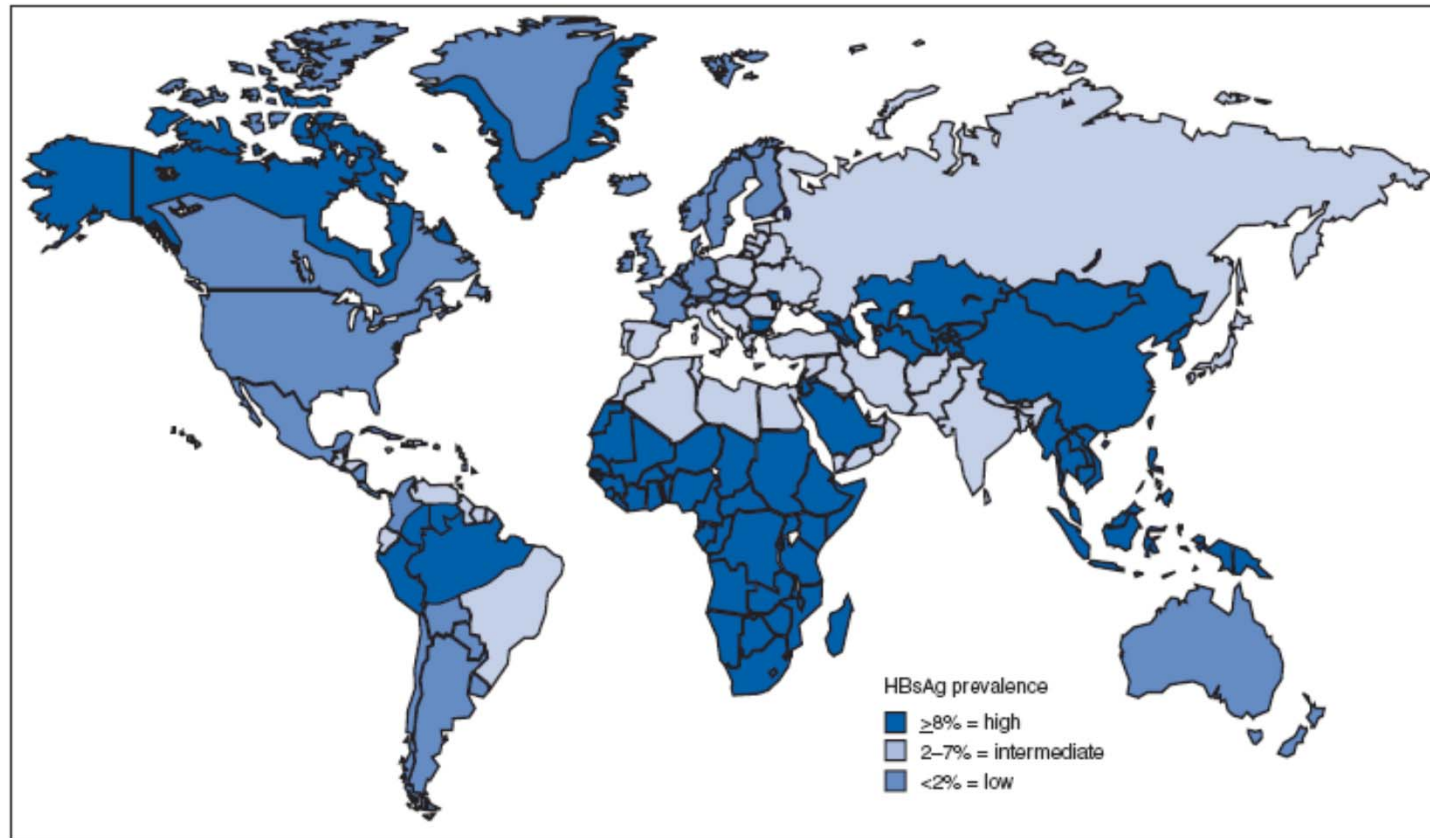 HBsAg prevalence
≥8% = high
2–7% = intermediate
<2% = low